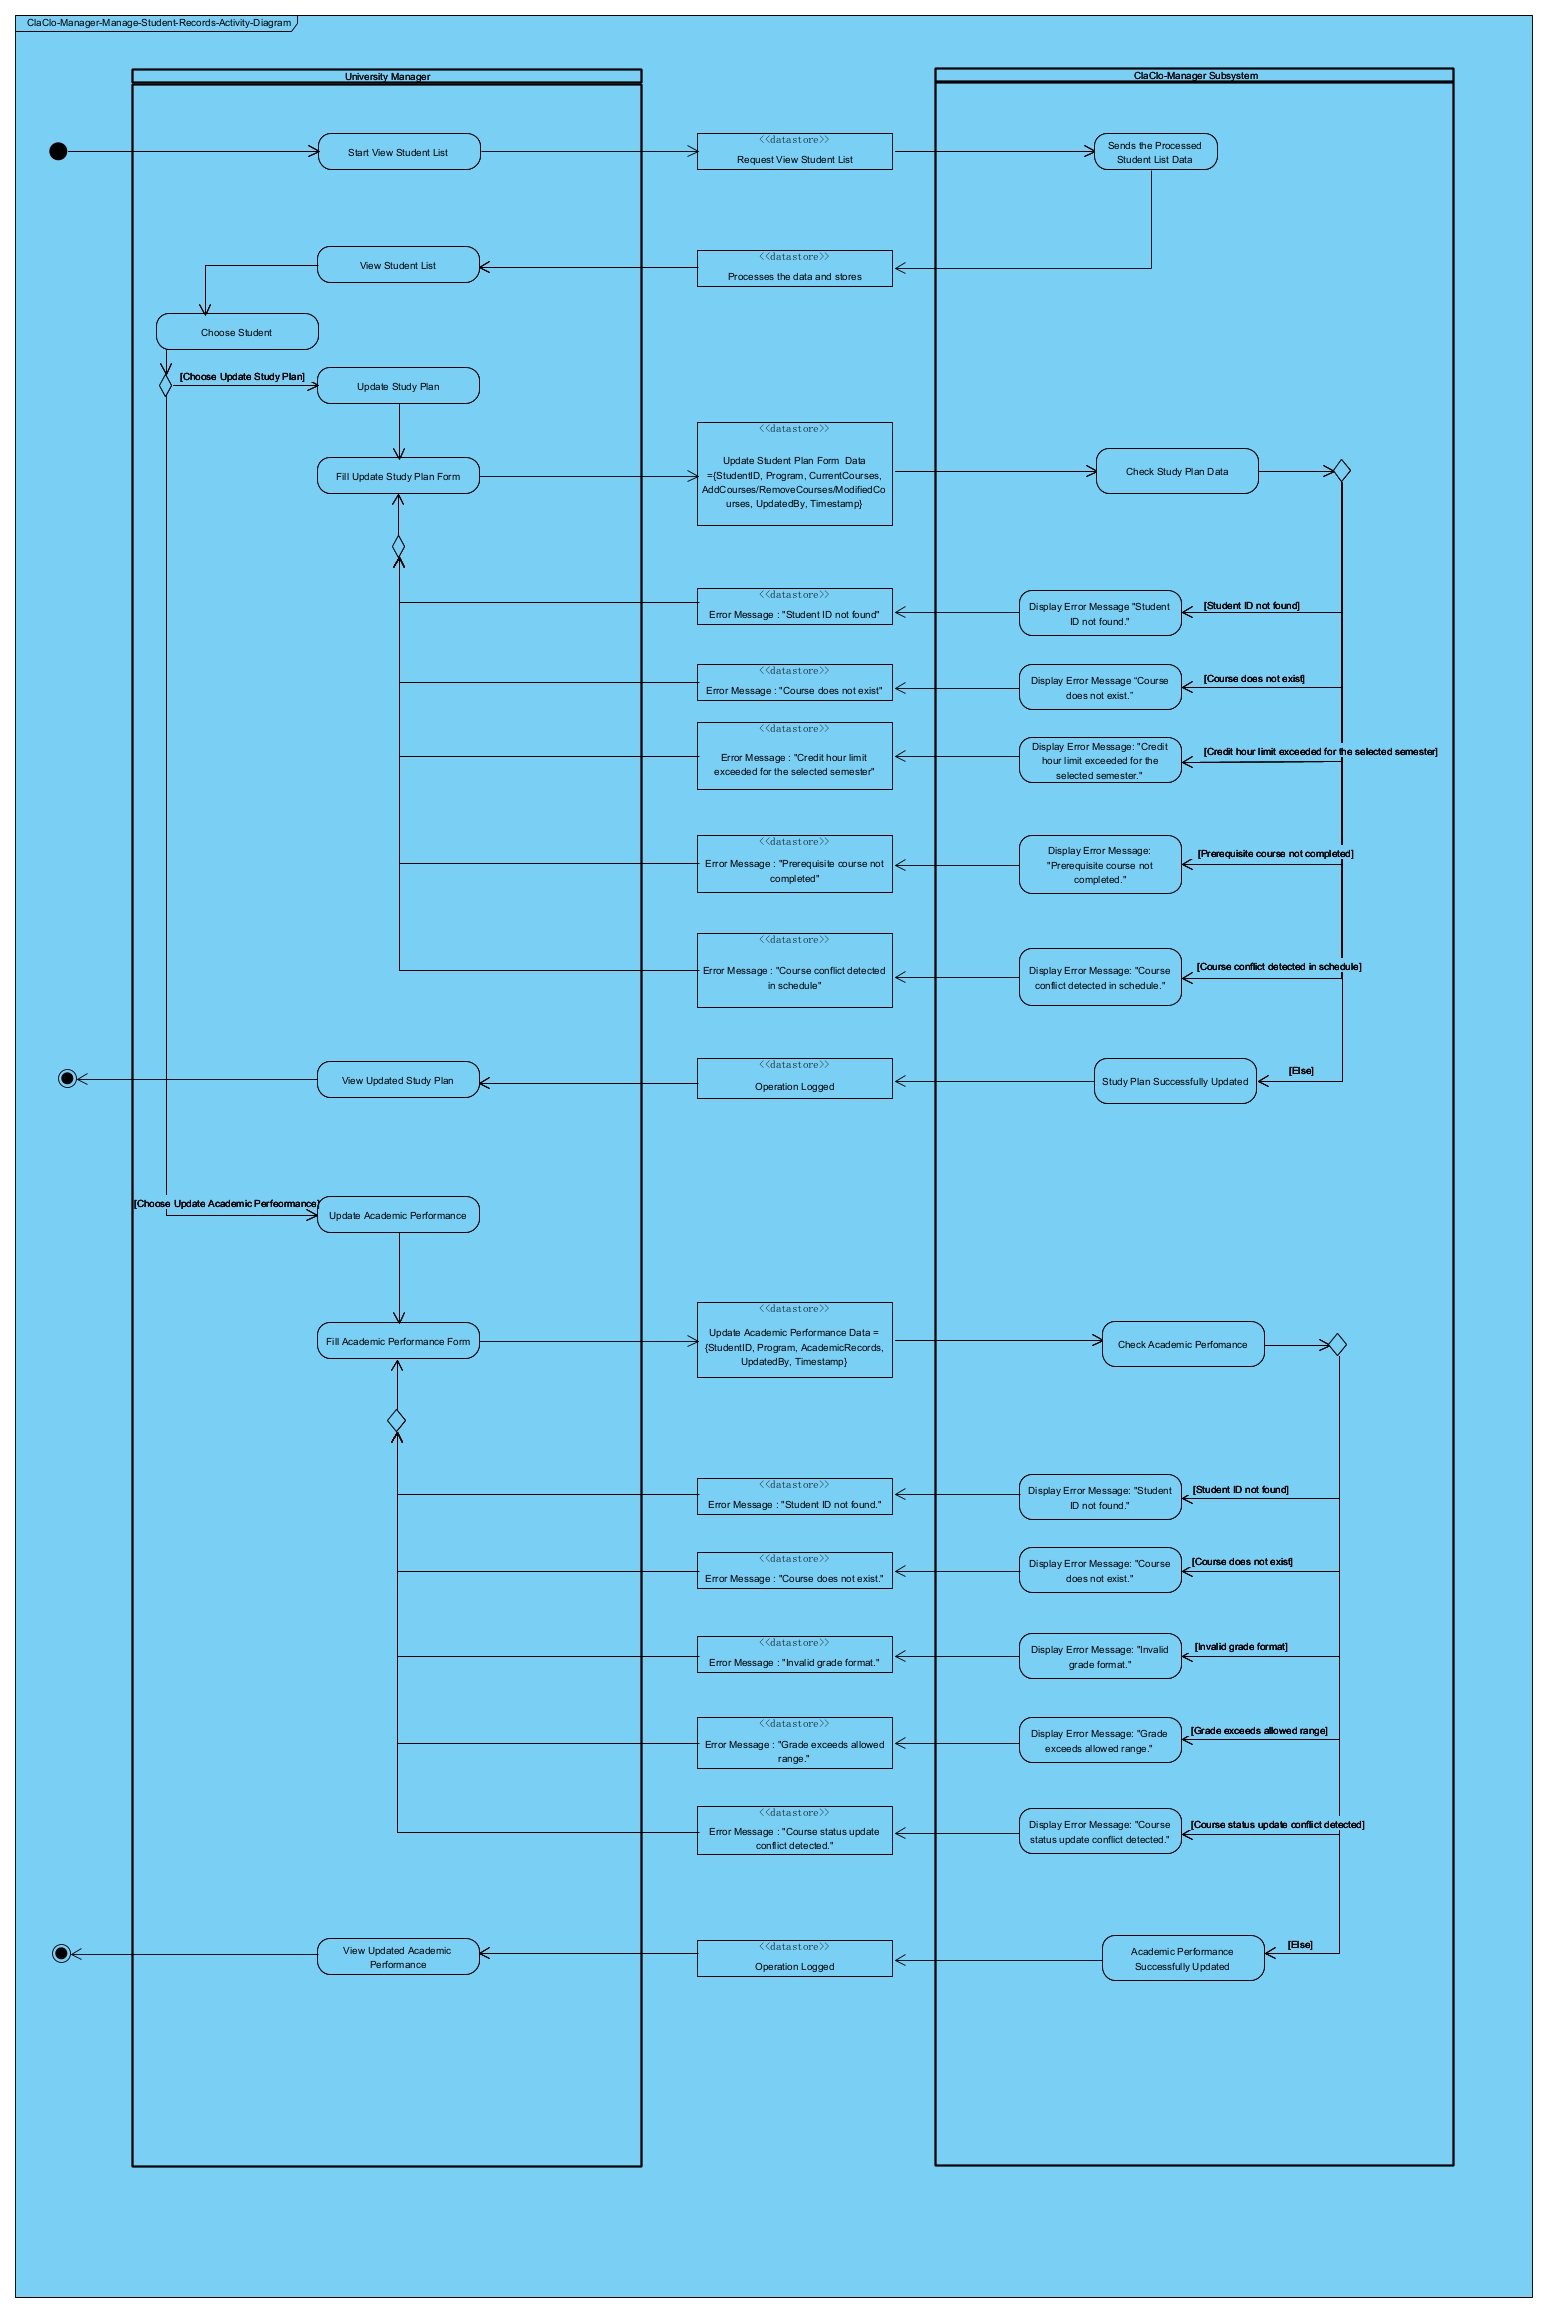 ClaClo-Manager-Manage-Student-Records-Activity-Diagram
University Manager
ClaClo-Manager Subsystem
Start View Student List
<<datastore>>
Request View Student List
Sends the Processed
Student List Data
View Student List
<<datastore>>
Processes the data and stores
Choose Student
[Choose Update Study Plan]
Update Study Plan
Fill Update Study Plan Form
<<datastore>>
Update Student Plan Form  Data
={StudentID, Program, CurrentCourses,
AddCourses/RemoveCourses/ModifiedCo
urses, UpdatedBy, Timestamp}
Check Study Plan Data
<<datastore>>
Error Message : "Student ID not found"
Display Error Message "Student
ID not found."
[Student ID not found]
<<datastore>>
Error Message : "Course does not exist"
Display Error Message "Course
does not exist."
[Course does not exist]
<<datastore>>
Error Message : "Credit hour limit
exceeded for the selected semester"
Display Error Message: "Credit
hour limit exceeded for the
selected semester."
[Credit hour limit exceeded for the selected semester]
<<datastore>>
Error Message : "Prerequisite course not
completed"
Display Error Message:
"Prerequisite course not
completed."
[Prerequisite course not completed]
<<datastore>>
Error Message : "Course conflict detected
in schedule"
Display Error Message: "Course
conflict detected in schedule."
[Course conflict detected in schedule]
View Updated Study Plan
<<datastore>>
Operation Logged
Study Plan Successfully Updated
[Else]
[Choose Update Academic Perfeormance]
Update Academic Performance
Fill Academic Performance Form
<<datastore>>
Update Academic Performance Data =
{StudentID, Program, AcademicRecords,
UpdatedBy, Timestamp}
Check Academic Perfomance
<<datastore>>
Error Message : "Student ID not found."
Display Error Message: "Student
ID not found."
[Student ID not found]
<<datastore>>
Error Message : "Course does not exist."
Display Error Message: "Course
does not exist."
[Course does not exist]
<<datastore>>
Error Message : "Invalid grade format."
Display Error Message: "Invalid
grade format."
[Invalid grade format]
<<datastore>>
Error Message : "Grade exceeds allowed
range."
Display Error Message: "Grade
exceeds allowed range."
[Grade exceeds allowed range]
<<datastore>>
Error Message : "Course status update
conflict detected."
Display Error Message: "Course
status update conflict detected."
[Course status update conflict detected]
View Updated Academic
Performance
<<datastore>>
Operation Logged
Academic Performance
Successfully Updated
[Else]